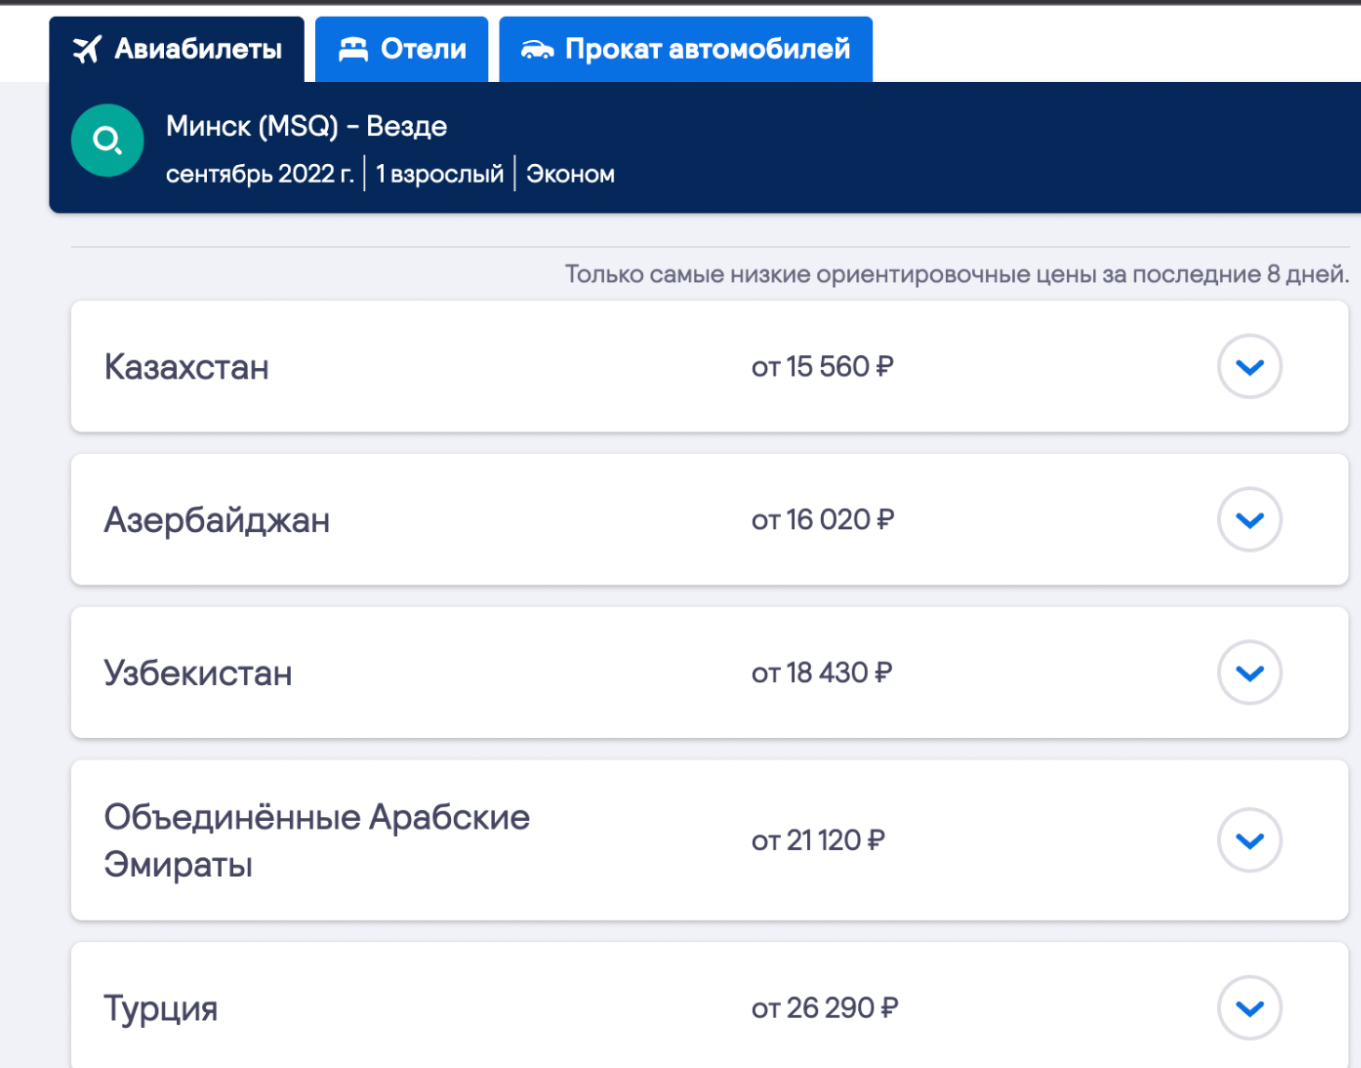 Авиабилеты
Отели
Прокат автомобилей
Минск (MSQ) – Везде
сентябрь 2022 г. | 1 взрослый | Эконом
Только самые низкие ориентировочные цены за последние 8 дней.
Казахстан от 15 560 ₽
Азербайджан от 16 020 ₽
Узбекистан от 18 430 ₽
Объединённые Арабские
Эмираты
от 21 120 ₽
Турция от 26 290 ₽